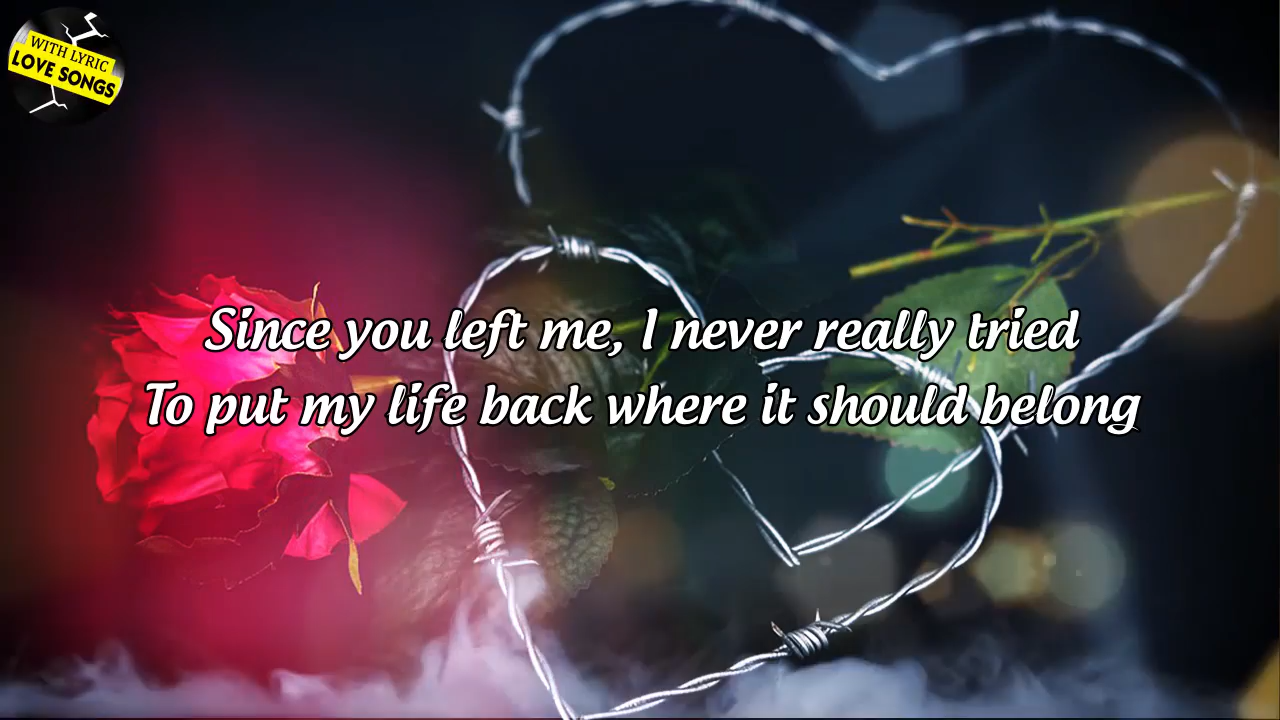 WITH LYRIC
LOVE SONGS
Since you left me, I never really tried
To put my life back where it should belong